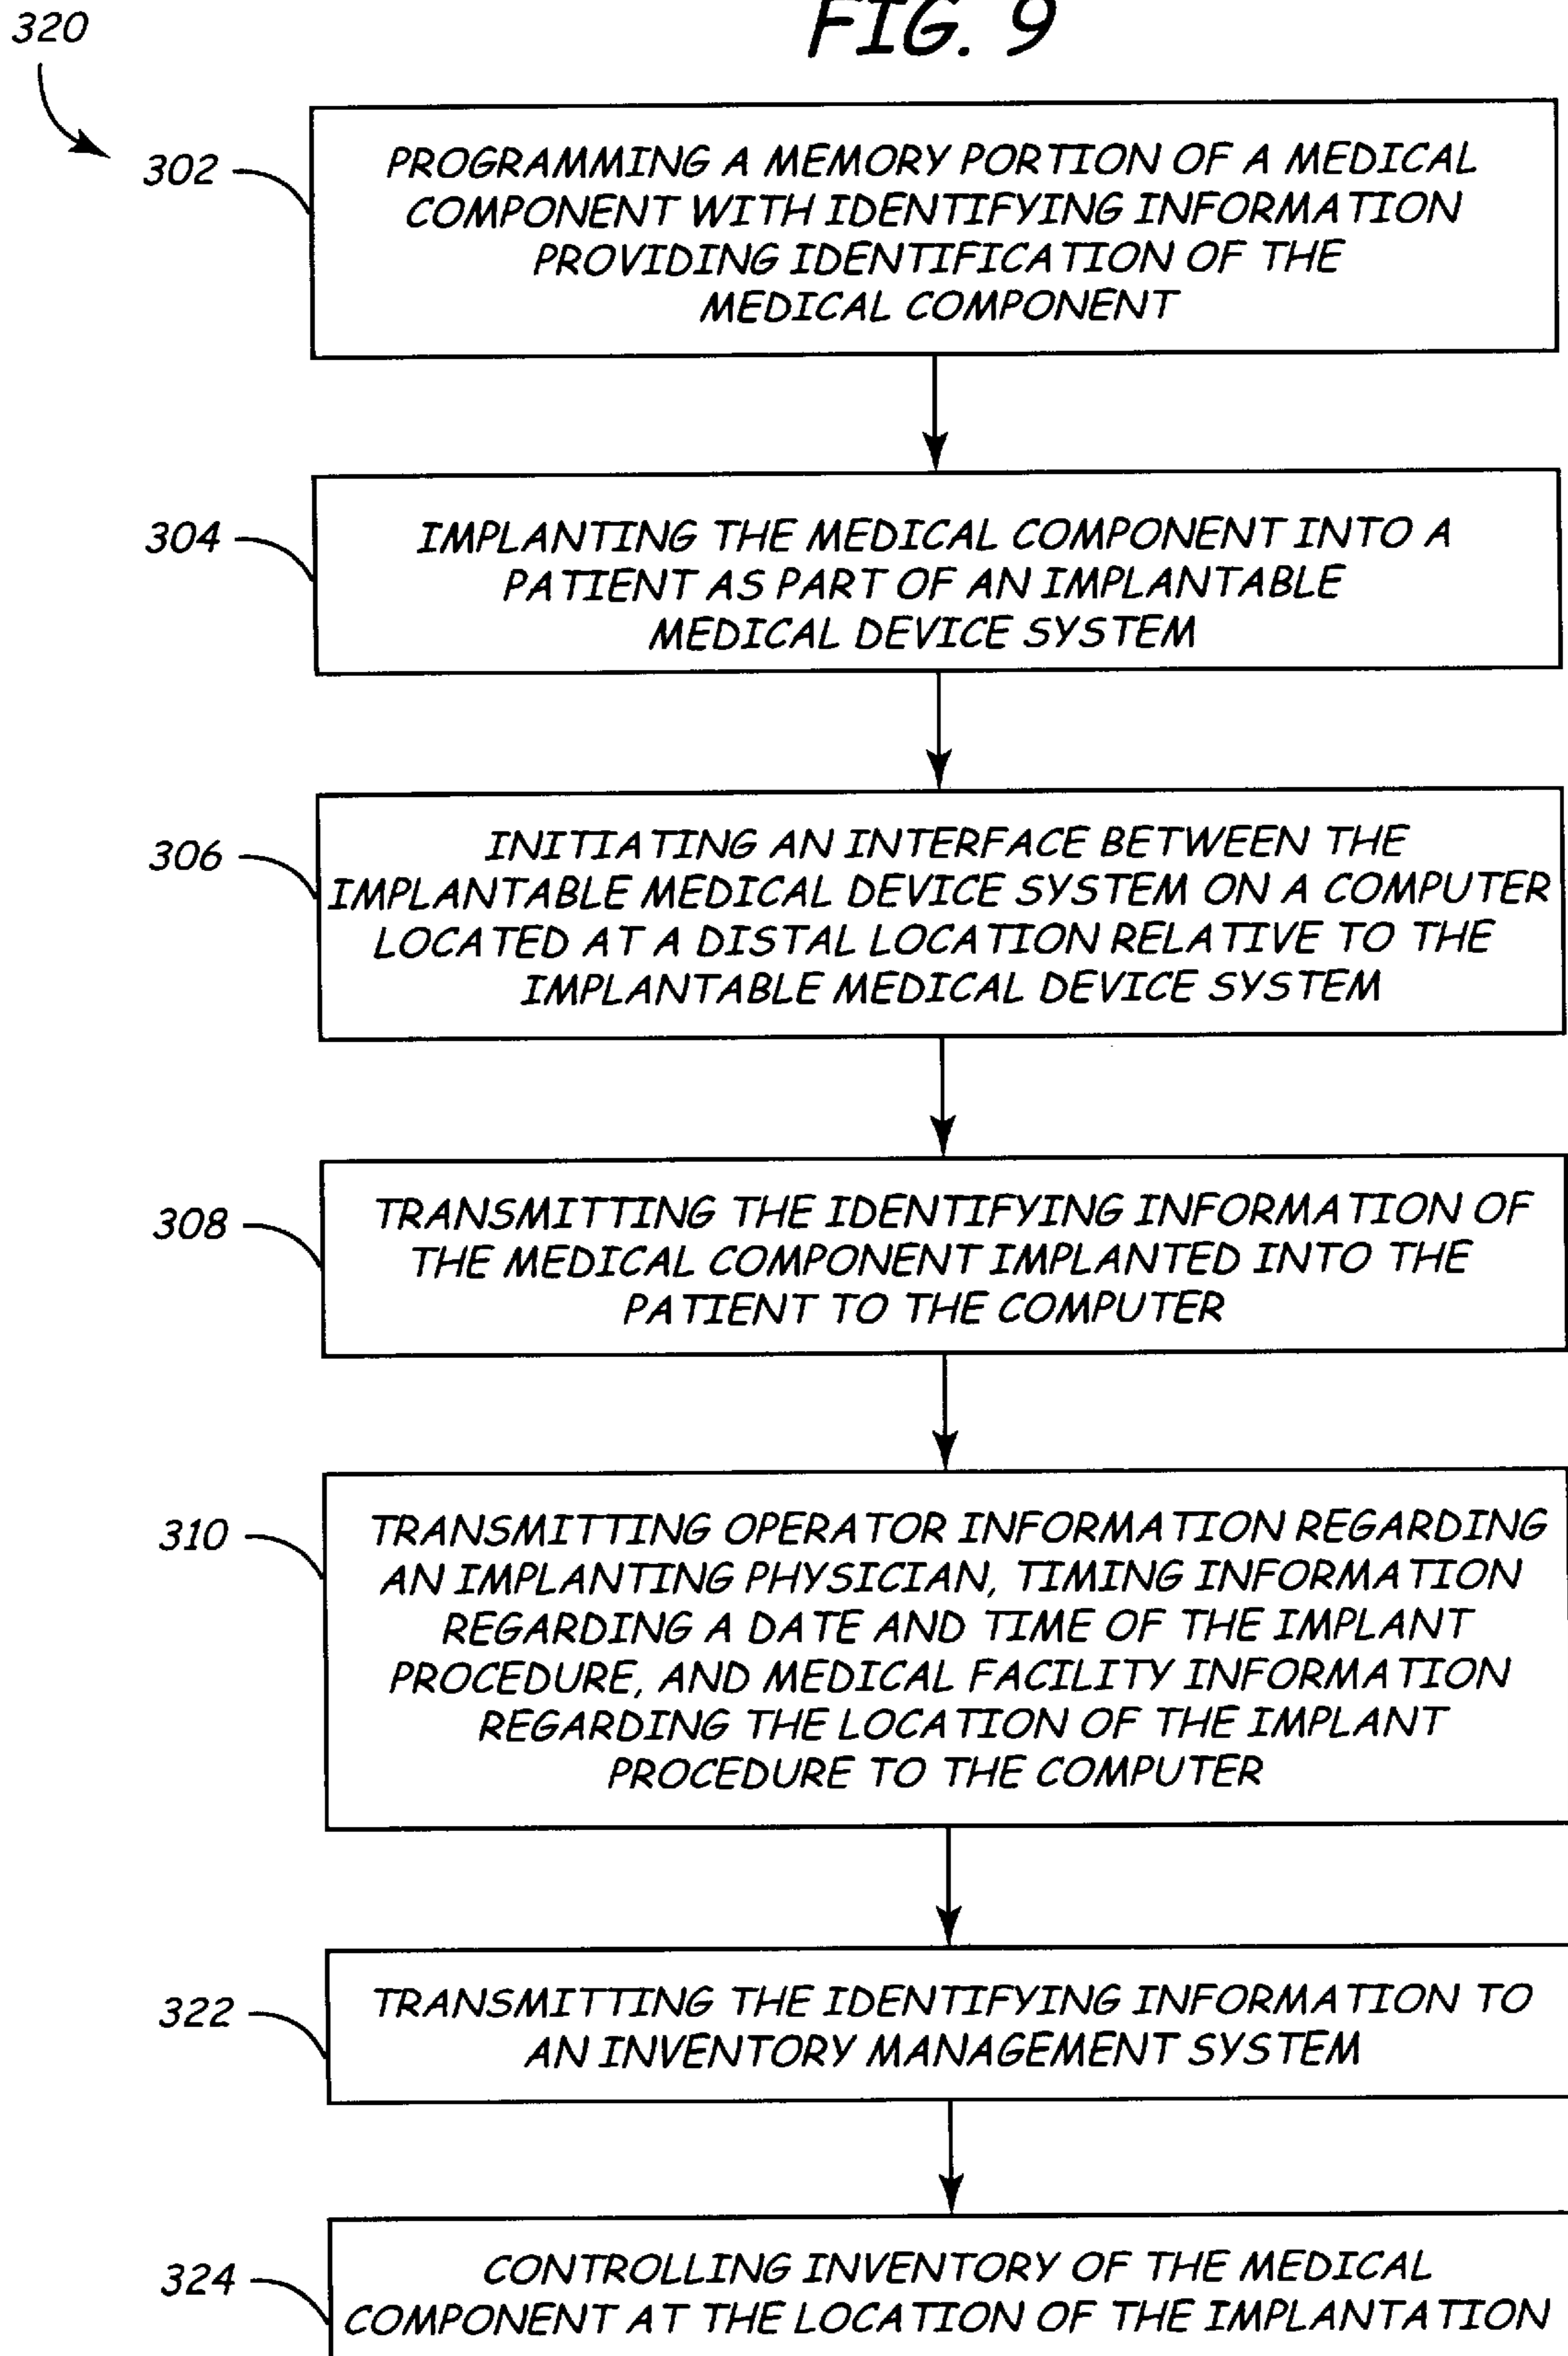 FIG. 9
320
302
PROGRAMMING A MEMORY PORTION OF A MEDICAL
COMPONENT WITH IDENTIFYING INFORMATION
PROVIDING IDENTIFICATION OF THE
MEDICAL COMPONENT
304
IMPLANTING THE MEDICAL COMPONENT INTO A
PATIENT AS PART OF AN IMPLANTABLE
MEDICAL DEVICE SYSTEM
306
INITIATING AN INTERFACE BETWEEN THE
IMPLANTABLE MEDICAL DEVICE SYSTEM ON A COMPUTER
LOCATED AT A DISTAL LOCATION RELATIVE TO THE
IMPLANTABLE MEDICAL DEVICE SYSTEM
308
TRANSMITTING THE IDENTIFYING INFORMATION OF
THE MEDICAL COMPONENT IMPLANTED INTO THE
PATIENT TO THE COMPUTER
310
TRANSMITTING OPERATOR INFORMATION REGARDING
AN IMPLANTING PHYSICIAN, TIMING INFORMATION
REGARDING A DATE AND TIME OF THE IMPLANT
PROCEDURE, AND MEDICAL FACILITY INFORMATION
REGARDING THE LOCATION OF THE IMPLANT
PROCEDURE TO THE COMPUTER
322
TRANSMITTING THE IDENTIFYING INFORMATION TO
AN INVENTORY MANAGEMENT SYSTEM
324
CONTROLLING INVENTORY OF THE MEDICAL
COMPONENT AT THE LOCATION OF THE IMPLANTATION